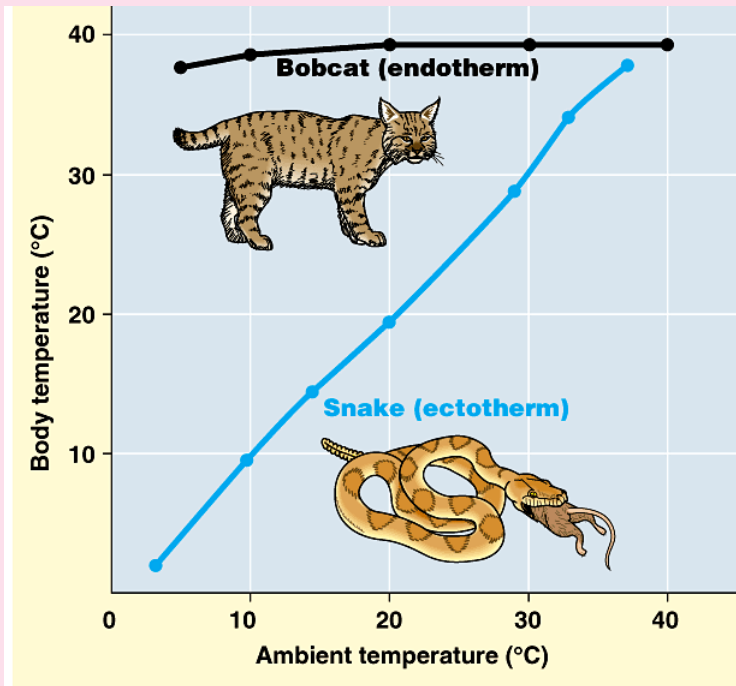 40
Bobcat (endotherm)
30
Body temperature (°C)
20
Snake (ectotherm)
10
0 10 20 30 40
Ambient temperature (°C)